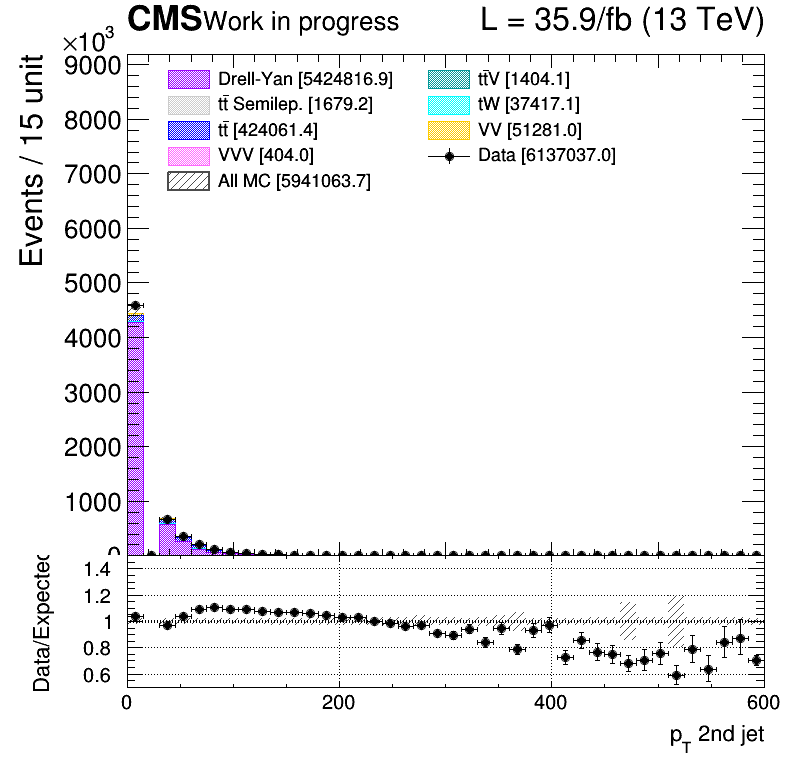 CMS Work in progress L = 35.9/fb (13 TeV)
×10³
Events / 15 unit
9000
8000
7000
6000
5000
4000
3000
2000
1000
0
Drell-Yan [5424816.9]
tt̄ Semilep. [1679.2]
tt̄ [424061.4]
VVV [404.0]
All MC [5941063.7]
tt̄V [1404.1]
tW [37417.1]
VV [51281.0]
Data [6137037.0]
Data/Expected
1.4
1.2
1
0.8
0.6
0 200 400 600
p_T 2nd jet